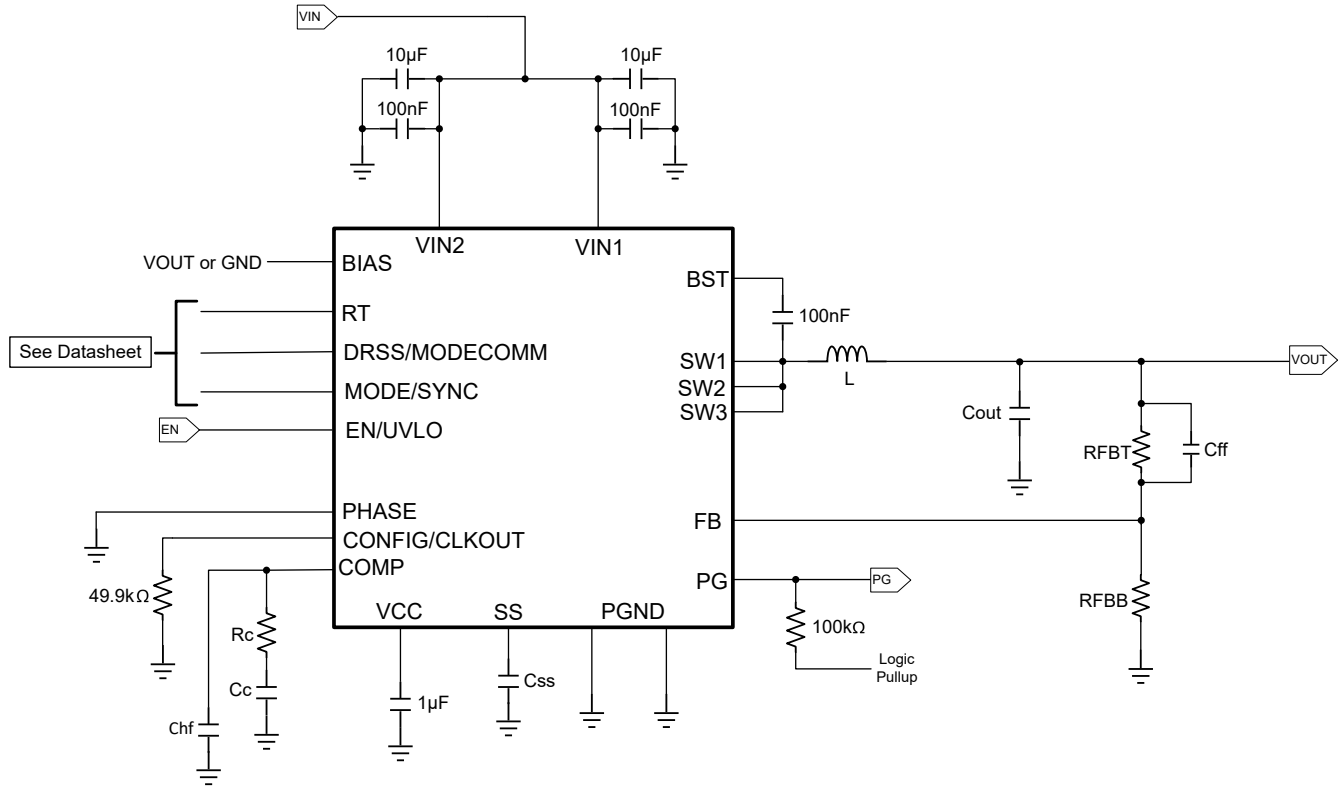 VIN
10µF
10µF
100nF
100nF
VIN2
VIN1
VOUT or GND
BIAS
BST
RT
100nF
See Datasheet
DRSS/MODECOMM
SW1
VOUT
L
MODE/SYNC
SW2
SW3
Cout
EN
EN/UVLO
RFBT
Cff
PHASE
FB
CONFIG/CLKOUT
COMP
PG
PG
49.9kΩ
RFBB
VCC
SS
PGND
100kΩ
Rc
Logic
Pullup
Css
Cc
1µF
Chf